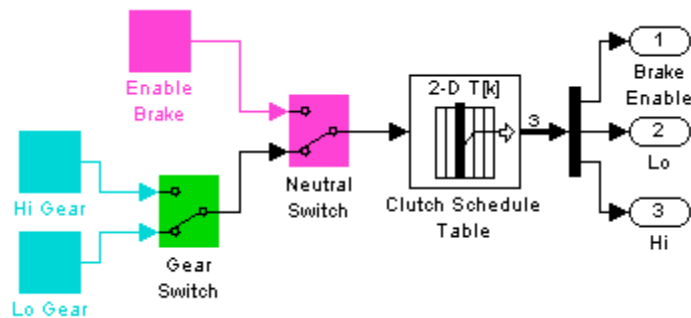 Enable
Brake
Hi Gear
Lo Gear
Gear
Switch
Neutral
Switch
2-D T[k]
Clutch Schedule
Table
3
1
Brake
Enable
2
Lo
3
Hi